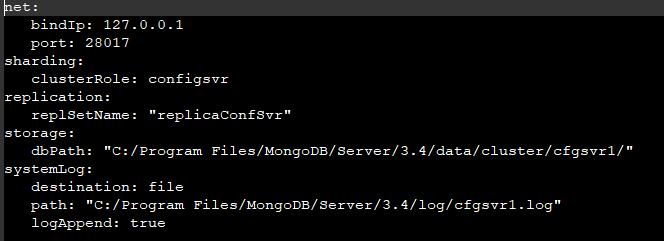 net:
   bindIp: 127.0.0.1
   port: 28017
sharding:
   clusterRole: configsvr
replication:
   replSetName: "replicaConfSvr"
storage:
   dbPath: "C:/Program Files/MongoDB/Server/3.4/data/cluster/cfgsvr1/"
systemLog:
   destination: file
   path: "C:/Program Files/MongoDB/Server/3.4/log/cfgsvr1.log"
   logAppend: true